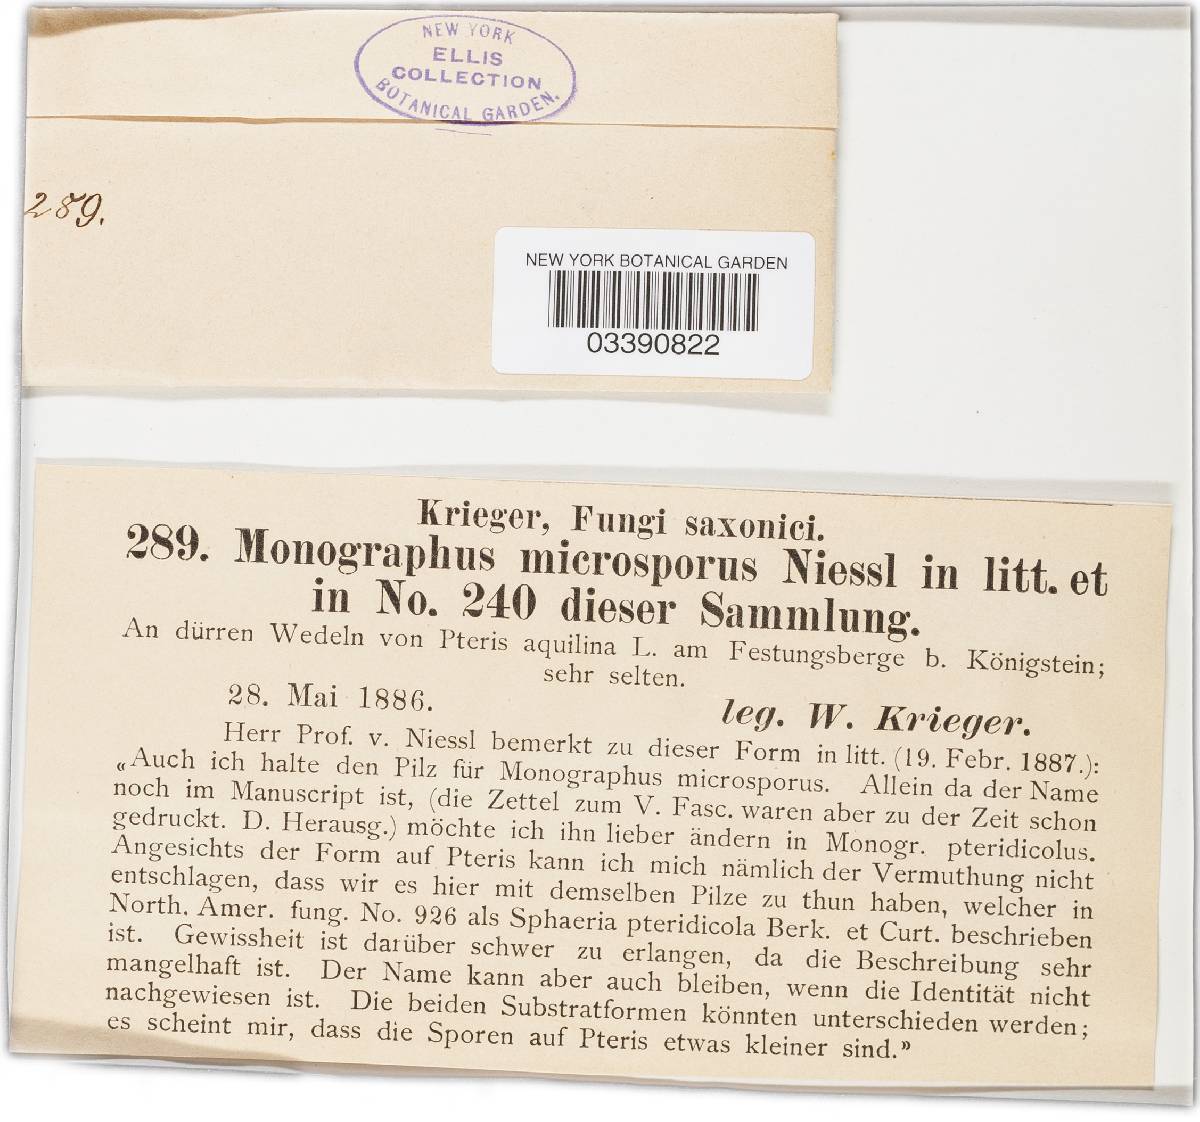 NEW YORK
ELLIS
COLLECTION
BOTANICAL GARDEN.
289.
NEW YORK BOTANICAL GARDEN
03390822
Krieger, Fungi saxonici.
289. Monographus microsporus Niessl in litt. et
in No. 240 dieser Sammlung.
An dürren Wedeln von Pteris aquilina L. am Festungsberge b. Königstein;
sehr selten.
28. Mai 1886.
leg. W. Krieger.
Herr Prof. v. Niessl bemerkt zu dieser Form in litt. (19. Febr. 1887.):
„Auch ich halte den Pilz für Monographus microsporus. Allein da der Name
noch im Manuscript ist, (die Zettel zum V. Fasc. waren aber zu der Zeit schon
gedruckt. D. Herausg.) möchte ich ihn lieber ändern in Monogr. pteridicolus.
Angesichts der Form auf Pteris kann ich mich nämlich der Vermuthung nicht
entschlagen, dass wir es hier mit demselben Pilze zu thun haben, welcher in
North. Amer. fung. No. 926 als Sphaeria pteridicola Berk. et Curt. beschrieben
ist. Gewissheit ist darüber schwer zu erlangen, da die Beschreibung sehr
mangelhaft ist. Der Name kann aber auch bleiben, wenn die Identität nicht
nachgewiesen ist. Die beiden Substratformen könnten unterschieden werden;
es scheint mir, dass die Sporen auf Pteris etwas kleiner sind.”